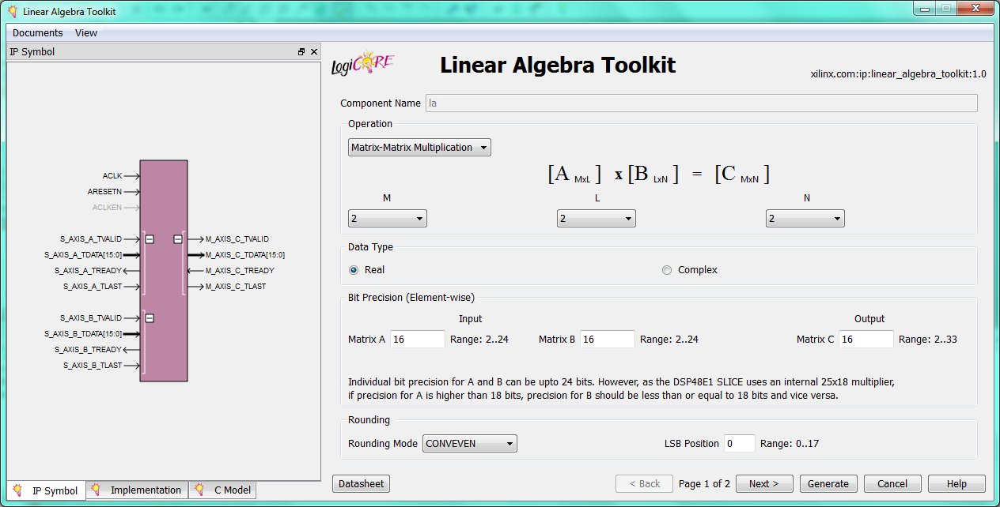 Linear Algebra Toolkit
Documents View
IP Symbol
ACLK
ARESETN
ACLKEN
S_AXIS_A_TVALID
S_AXIS_A_TDATA[15:0]
S_AXIS_A_TREADY
S_AXIS_A_TLAST
S_AXIS_B_TVALID
S_AXIS_B_TDATA[15:0]
S_AXIS_B_TREADY
S_AXIS_B_TLAST
M_AXIS_C_TVALID
M_AXIS_C_TDATA[15:0]
M_AXIS_C_TREADY
M_AXIS_C_TLAST
IP Symbol Implementation C Model
LogiCORE
Linear Algebra Toolkit
xilinx.com:ip:linear_algebra_toolkit:1.0
Component Name la
Operation
Matrix-Matrix Multiplication
[A MxL ] x [B LxN ] = [C MxN ]
M L N
2 2 2
Data Type
Real Complex
Bit Precision (Element-wise)
Input Output
Matrix A 16 Range: 2..24 Matrix B 16 Range: 2..24 Matrix C 16 Range: 2..33
Individual bit precision for A and B can be upto 24 bits. However, as the DSP48E1 SLICE uses an internal 25x18 multiplier,
if precision for A is higher than 18 bits, precision for B should be less than or equal to 18 bits and vice versa.
Rounding
Rounding Mode CONVEVEN LSB Position 0 Range: 0..17
Datasheet < Back Page 1 of 2 Next > Generate Cancel Help